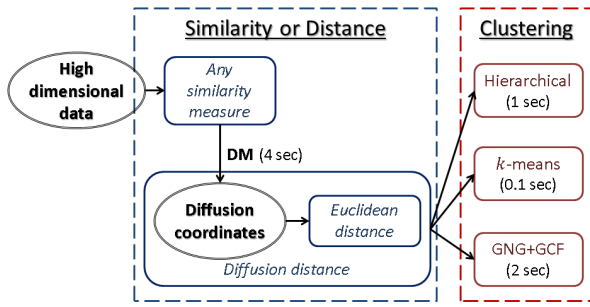 Similarity or Distance
Clustering
High
dimensional
data
Any
similarity
measure
DM (4 sec)
Diffusion
coordinates
Euclidean
distance
Diffusion distance
Hierarchical
(1 sec)
k-means
(0.1 sec)
GNG+GCF
(2 sec)